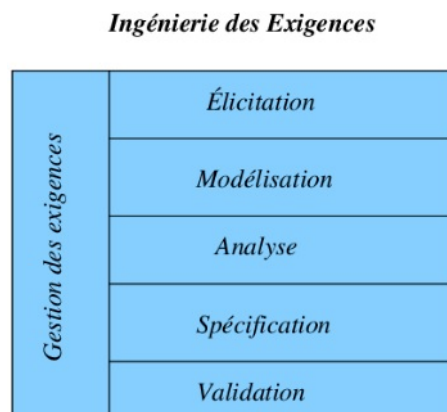 Ingénierie des Exigences
Gestion des exigences
Élicitation
Modélisation
Analyse
Spécification
Validation